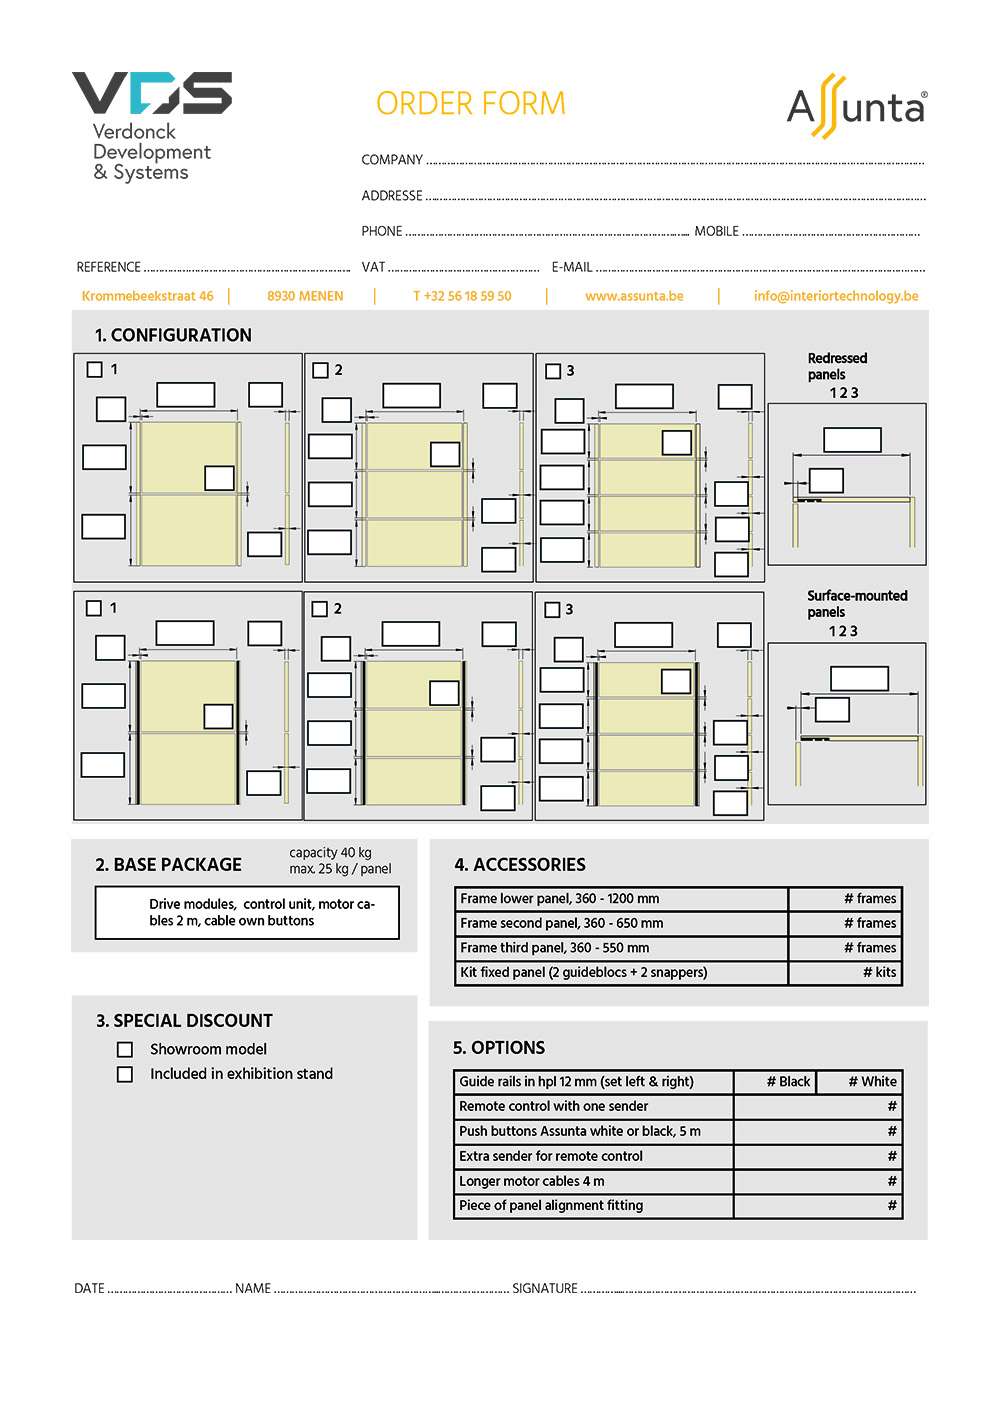 VDS
Verdonck
Development
& Systems
ORDER FORM
Assunta®
COMPANY
ADDRESSE
PHONE MOBILE
REFERENCE VAT E-MAIL
Krommebeekstraat 46 | 8930 MENEN | T +32 56 18 59 50 | www.assunta.be | info@interiortechnology.be
1. CONFIGURATION
1
2
3
Redressed
panels
1 2 3
1
2
3
Surface-mounted
panels
1 2 3
2. BASE PACKAGE
capacity 40 kg
max. 25 kg / panel
Drive modules, control unit, motor ca-
bles 2 m, cable own buttons
3. SPECIAL DISCOUNT
Showroom model
Included in exhibition stand
4. ACCESSORIES
Frame lower panel, 360 - 1200 mm # frames
Frame second panel, 360 - 650 mm # frames
Frame third panel, 360 - 550 mm # frames
Kit fixed panel (2 guideblocs + 2 snappers) # kits
5. OPTIONS
Guide rails in hpl 12 mm (set left & right) # Black # White
Remote control with one sender #
Push buttons Assunta white or black, 5 m #
Extra sender for remote control #
Longer motor cables 4 m #
Piece of panel alignment fitting #
DATE NAME SIGNATURE